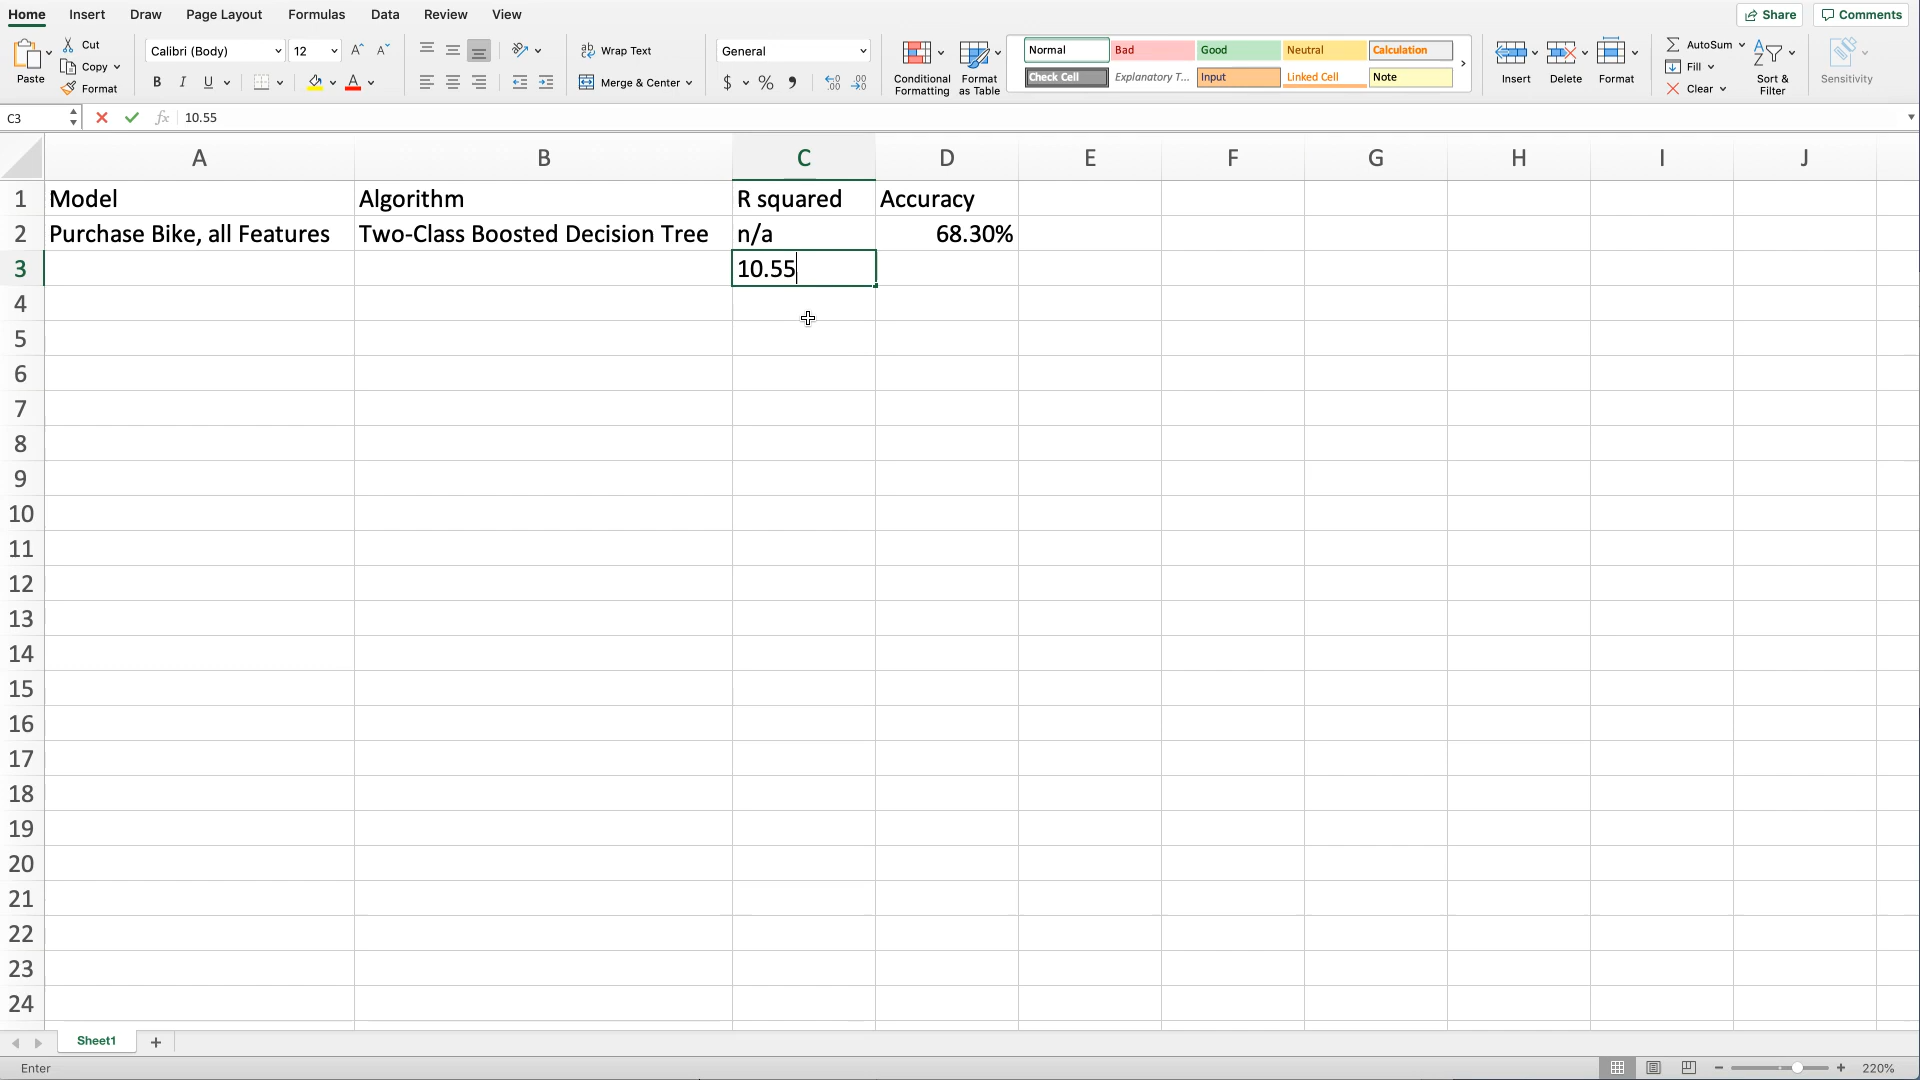 Home Insert Draw Page Layout Formulas Data Review View Share Comments
Cut Calibri (Body) 12 Wrap Text General Normal Bad Good Neutral Calculation AutoSum
Copy Fill
Paste Format Merge & Center $ % Conditional Formatting Format as Table Check Cell Explanatory T... Input Linked Cell Note Insert Delete Format Clear Sort & Filter Sensitivity
C3 fx 10.55
A B C D E F G H I J
1 Model Algorithm R squared Accuracy
2 Purchase Bike, all Features Two-Class Boosted Decision Tree n/a 68.30%
3 10.55
4
5
6
7
8
9
10
11
12
13
14
15
16
17
18
19
20
21
22
23
24
Sheet1 +
Enter 220%